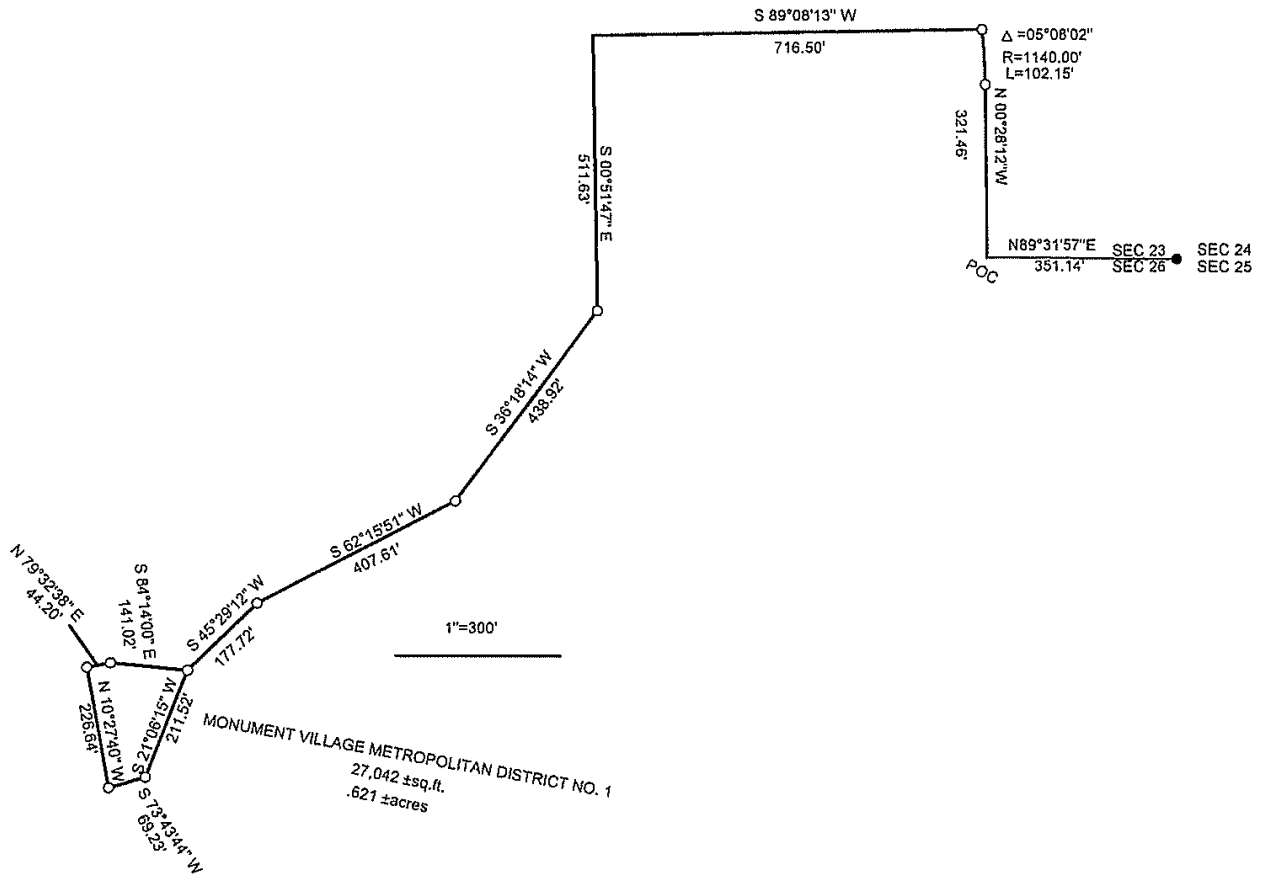 S 89°08'13" W
716.50'
Δ =05°08'02"
R=1140.00'
L=102.15'
N 00°28'12"W
321.46'
S 00°51'47" E
511.63'
N89°31'57"E
351.14'
SEC 23
SEC 26
SEC 24
SEC 25
POC
S 36°18'14" W
438.92'
S 62°15'51" W
407.61'
S 45°29'12" W
177.72'
N 79°32'38" E
44.20'
S 84°14'00" E
141.02'
1"=300'
N 10°27'40" W
226.64'
S 21°06'15" W
211.52'
S 73°43'44" W
69.23'
MONUMENT VILLAGE METROPOLITAN DISTRICT NO. 1
27,042 ±sq.ft.
.621 ±acres